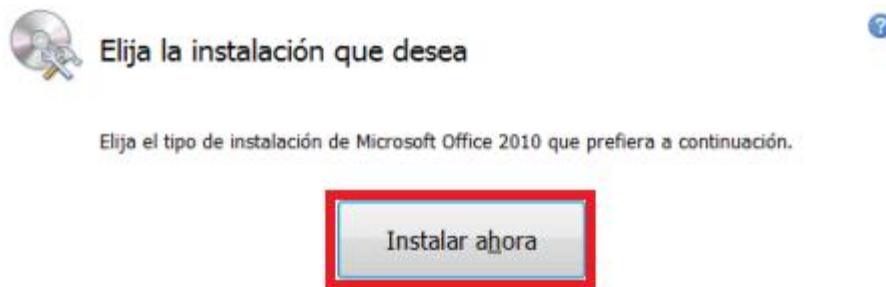 Elija la instalación que desea
Elija el tipo de instalación de Microsoft Office 2010 que prefiera a continuación.
Instalar ahora